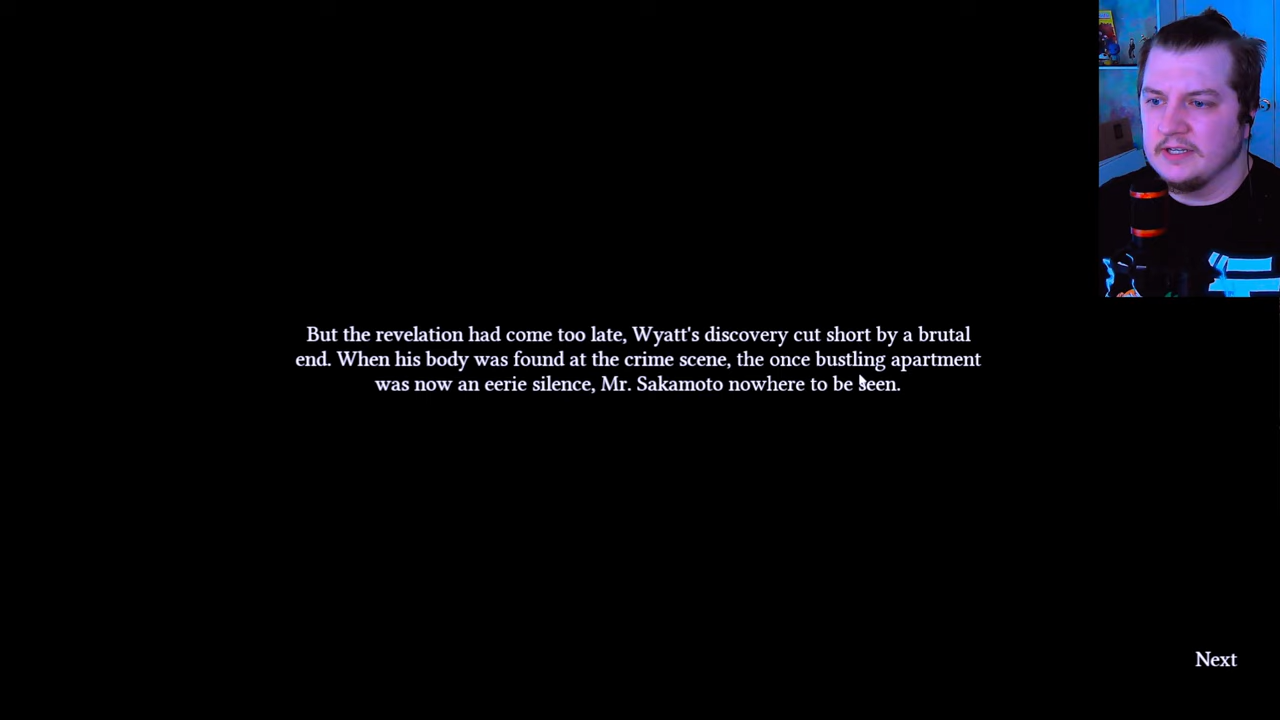 But the revelation had come too late, Wyatt's discovery cut short by a brutal
end. When his body was found at the crime scene, the once bustling apartment
was now an eerie silence, Mr. Sakamoto nowhere to be seen.
Next